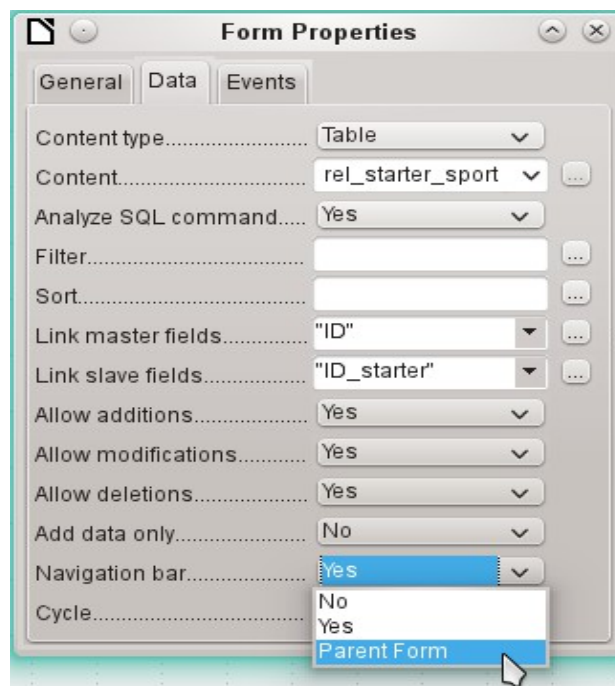 Form Properties
General Data Events
Content type........................ Table
Content.............................. rel_starter_sport ...
Analyze SQL command..... Yes
Filter.................................. ...
Sort.................................... ...
Link master fields.............. "ID" ...
Link slave fields................ "ID_starter" ...
Allow additions.................. Yes
Allow modifications........... Yes
Allow deletions................. Yes
Add data only.................... No
Navigation bar.................. Yes
Cycle..................................
No
Yes
Parent Form